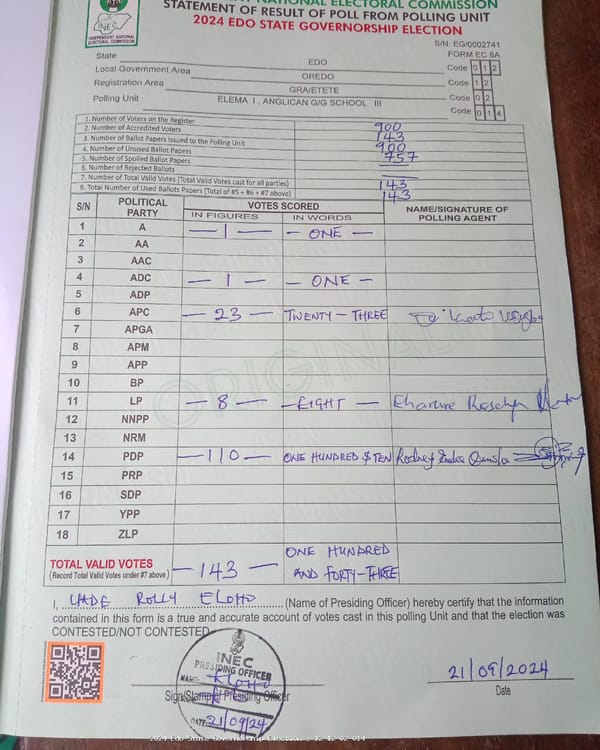 INDEPENDENT NATIONAL ELECTORAL COMMISSION
NT NATIONAL ELECTORAL COMMISSION
STATEMENT OF RESULT OF POLL FROM POLLING UNIT
2024 EDO STATE GOVERNORSHIP ELECTION
S/N: EG/0002741
FORM EC 8A
State EDO Code 0 1 2
Local Government Area OREDO Code 1 2
Registration Area GRA/ETETE Code 0 2
Polling Unit ELEMA I, ANGLICAN G/G SCHOOL III Code 0 1 4
1. Number of Voters on the Register 900
2. Number of Accredited Voters 143
3. Number of Ballot Papers Issued to the Polling Unit 900
4. Number of Unused Ballot Papers 757
5. Number of Spoiled Ballot Papers —
6. Number of Rejected Ballots —
7. Number of Total Valid Votes (Total Valid Votes cast for all parties) 143
8. Total Number of Used Ballots Papers (Total of #5 + #6 + #7 above) 143
S/N POLITICAL PARTY VOTES SCORED NAME/SIGNATURE OF POLLING AGENT
IN FIGURES IN WORDS
1 A — 1 — — ONE —
2 AA
3 AAC
4 ADC — 1 — — ONE —
5 ADP
6 APC — 23 — TWENTY - THREE
7 APGA
8 APM
9 APP
10 BP
11 LP — 8 — — EIGHT —
12 NNPP
13 NRM
14 PDP — 110 — ONE HUNDRED & TEN
15 PRP
16 SDP
17 YPP
18 ZLP
ORIGINAL
TOTAL VALID VOTES
(Record Total Valid Votes under #7 above) — 143 — ONE HUNDRED AND FORTY-THREE
I, UADE ROLLY ELOHO (Name of Presiding Officer) hereby certify that the information
contained in this form is a true and accurate account of votes cast in this polling Unit and that the election was
CONTESTED/NOT CONTESTED.
INEC
PRESIDING OFFICER
NAME: ELOHO
Sign/Stamp of Presiding Officer
DATE: 21/09/24
21/09/2024
Date
2024 Edo State Governorship Election : 12-12-02-014